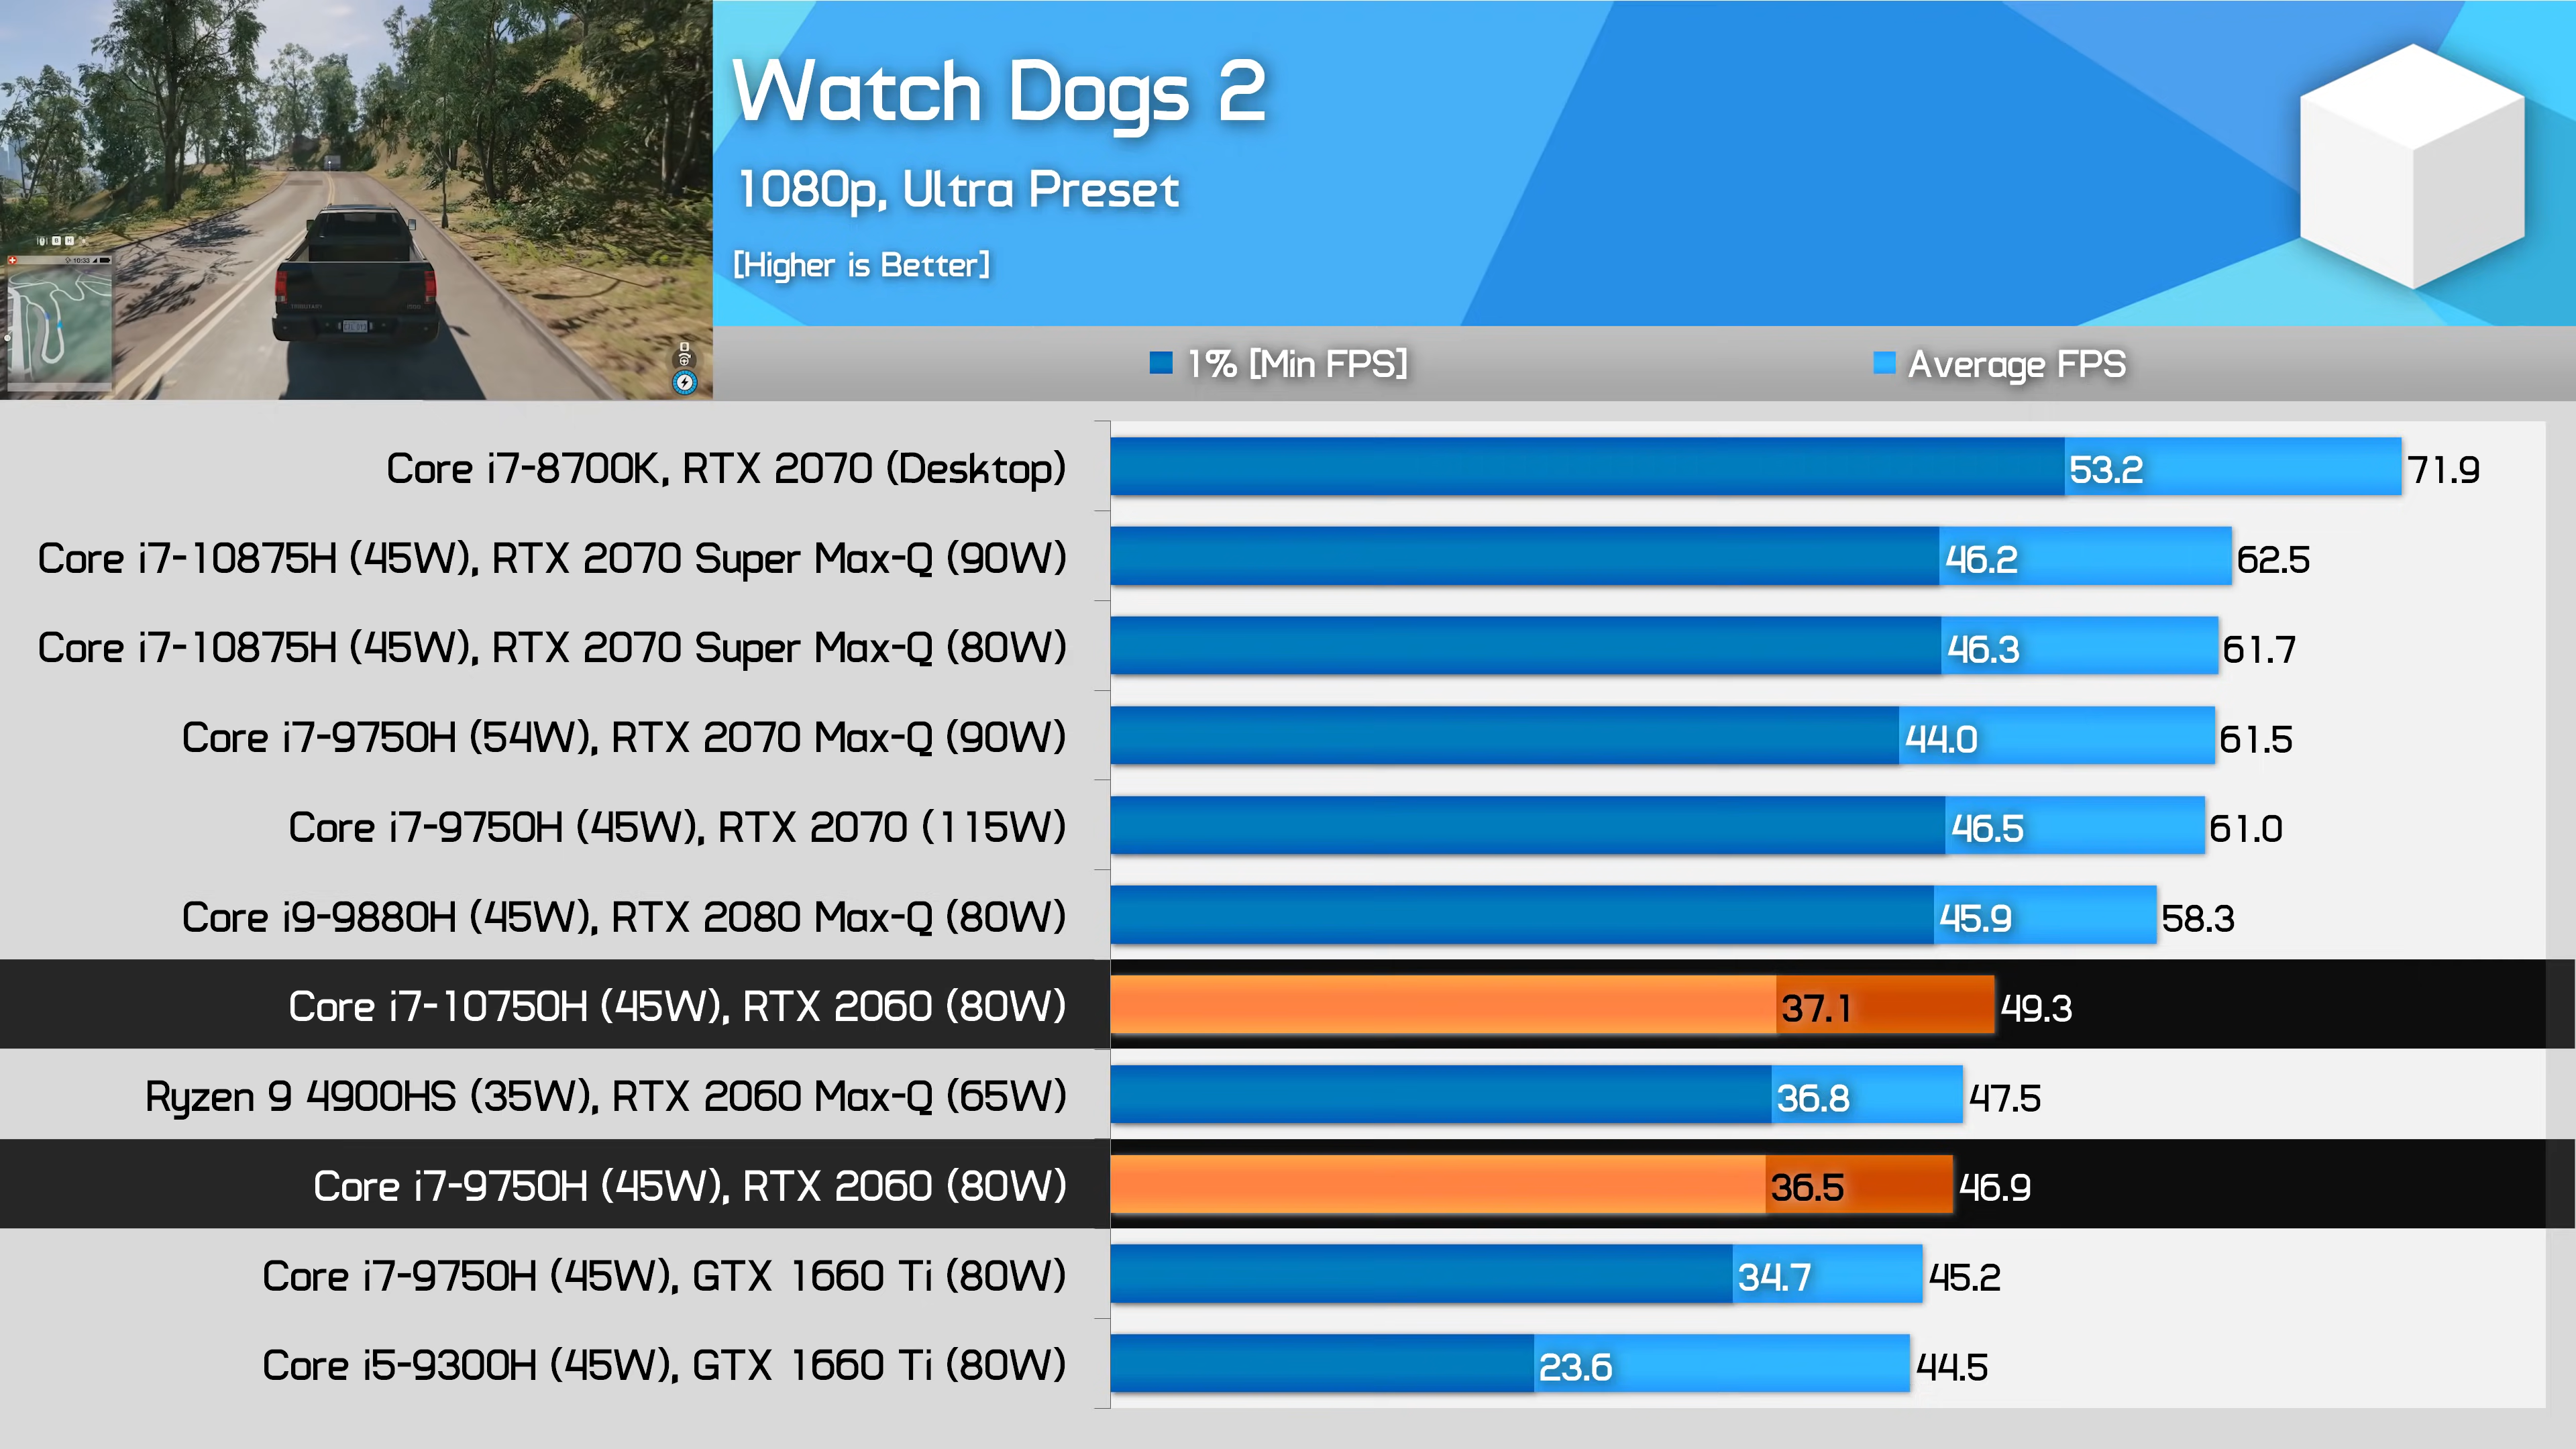 Watch Dogs 2
1080p, Ultra Preset
[Higher is Better]
10:33
1% [Min FPS]
Average FPS
Core i7-8700K, RTX 2070 (Desktop) 53.2 71.9
Core i7-10875H (45W), RTX 2070 Super Max-Q (90W) 46.2 62.5
Core i7-10875H (45W), RTX 2070 Super Max-Q (80W) 46.3 61.7
Core i7-9750H (54W), RTX 2070 Max-Q (90W) 44.0 61.5
Core i7-9750H (45W), RTX 2070 (115W) 46.5 61.0
Core i9-9880H (45W), RTX 2080 Max-Q (80W) 45.9 58.3
Core i7-10750H (45W), RTX 2060 (80W) 37.1 49.3
Ryzen 9 4900HS (35W), RTX 2060 Max-Q (65W) 36.8 47.5
Core i7-9750H (45W), RTX 2060 (80W) 36.5 46.9
Core i7-9750H (45W), GTX 1660 Ti (80W) 34.7 45.2
Core i5-9300H (45W), GTX 1660 Ti (80W) 23.6 44.5